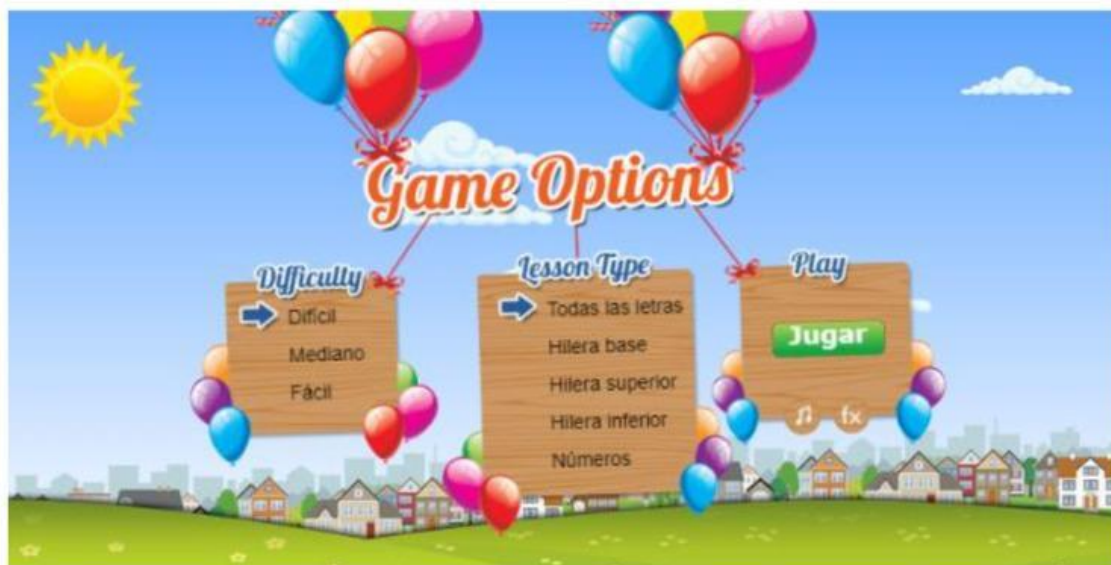 Game Options
Difficulty
Difícil
Mediano
Fácil
Lesson Type
Todas las letras
Hilera base
Hilera superior
Hilera inferior
Números
Play
Jugar
fx